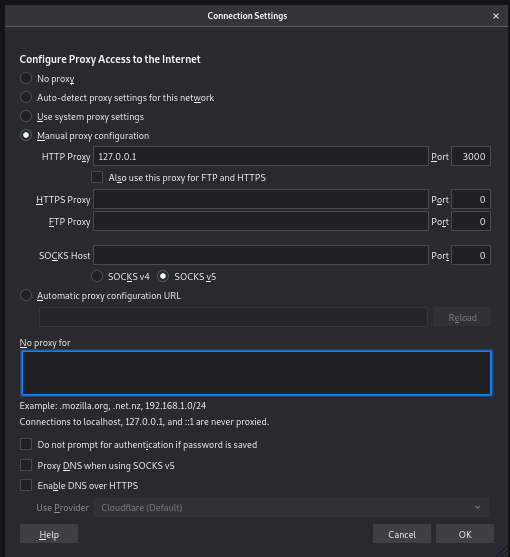 Connection Settings
Configure Proxy Access to the Internet
No proxy
Auto-detect proxy settings for this network
Use system proxy settings
Manual proxy configuration
HTTP Proxy 127.0.0.1 Port 3000
Also use this proxy for FTP and HTTPS
HTTPS Proxy Port 0
FTP Proxy Port 0
SOCKS Host Port 0
SOCKS v4 SOCKS v5
Automatic proxy configuration URL
Reload
No proxy for
Example: .mozilla.org, .net.nz, 192.168.1.0/24
Connections to localhost, 127.0.0.1, and ::1 are never proxied.
Do not prompt for authentication if password is saved
Proxy DNS when using SOCKS v5
Enable DNS over HTTPS
Use Provider Cloudflare (Default)
Help Cancel OK